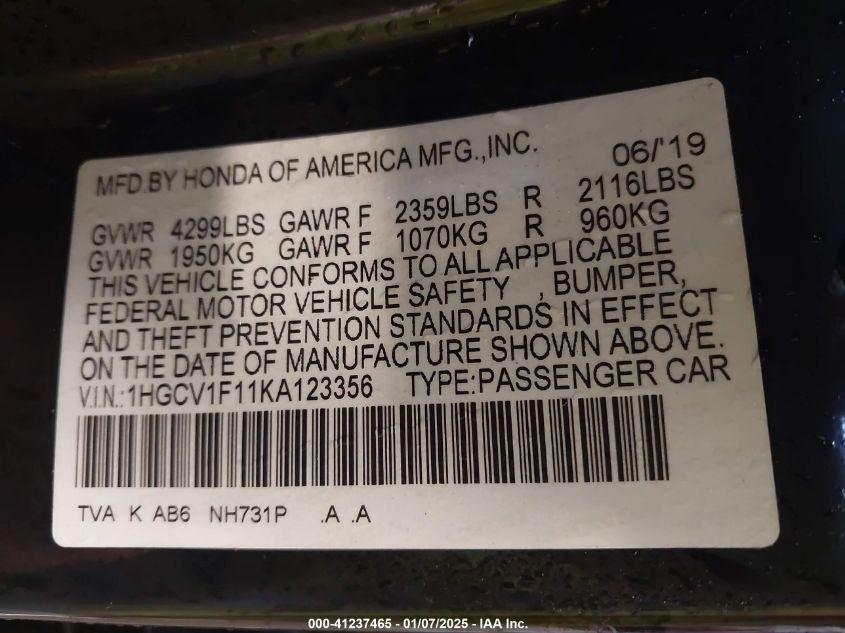 MFD.BY HONDA OF AMERICA MFG.,INC. 06/'19
GVWR 4299LBS GAWR F 2359LBS R 2116LBS
GVWR 1950KG GAWR F 1070KG R 960KG
THIS VEHICLE CONFORMS TO ALL APPLICABLE
FEDERAL MOTOR VEHICLE SAFETY , BUMPER,
AND THEFT PREVENTION STANDARDS IN EFFECT
ON THE DATE OF MANUFACTURE SHOWN ABOVE.
V.I.N.:1HGCV1F11KA123356 TYPE:PASSENGER CAR
TVA K AB6 NH731P .A .A
000-41237465 - 01/07/2025 - IAA Inc.